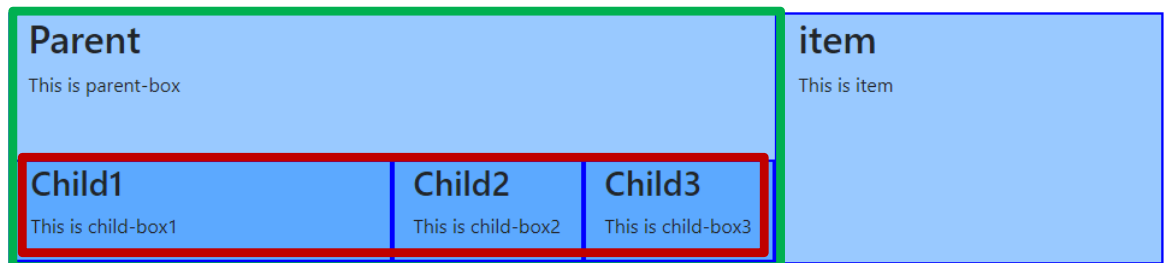 Parent
This is parent-box
item
This is item
Child1
This is child-box1
Child2
This is child-box2
Child3
This is child-box3